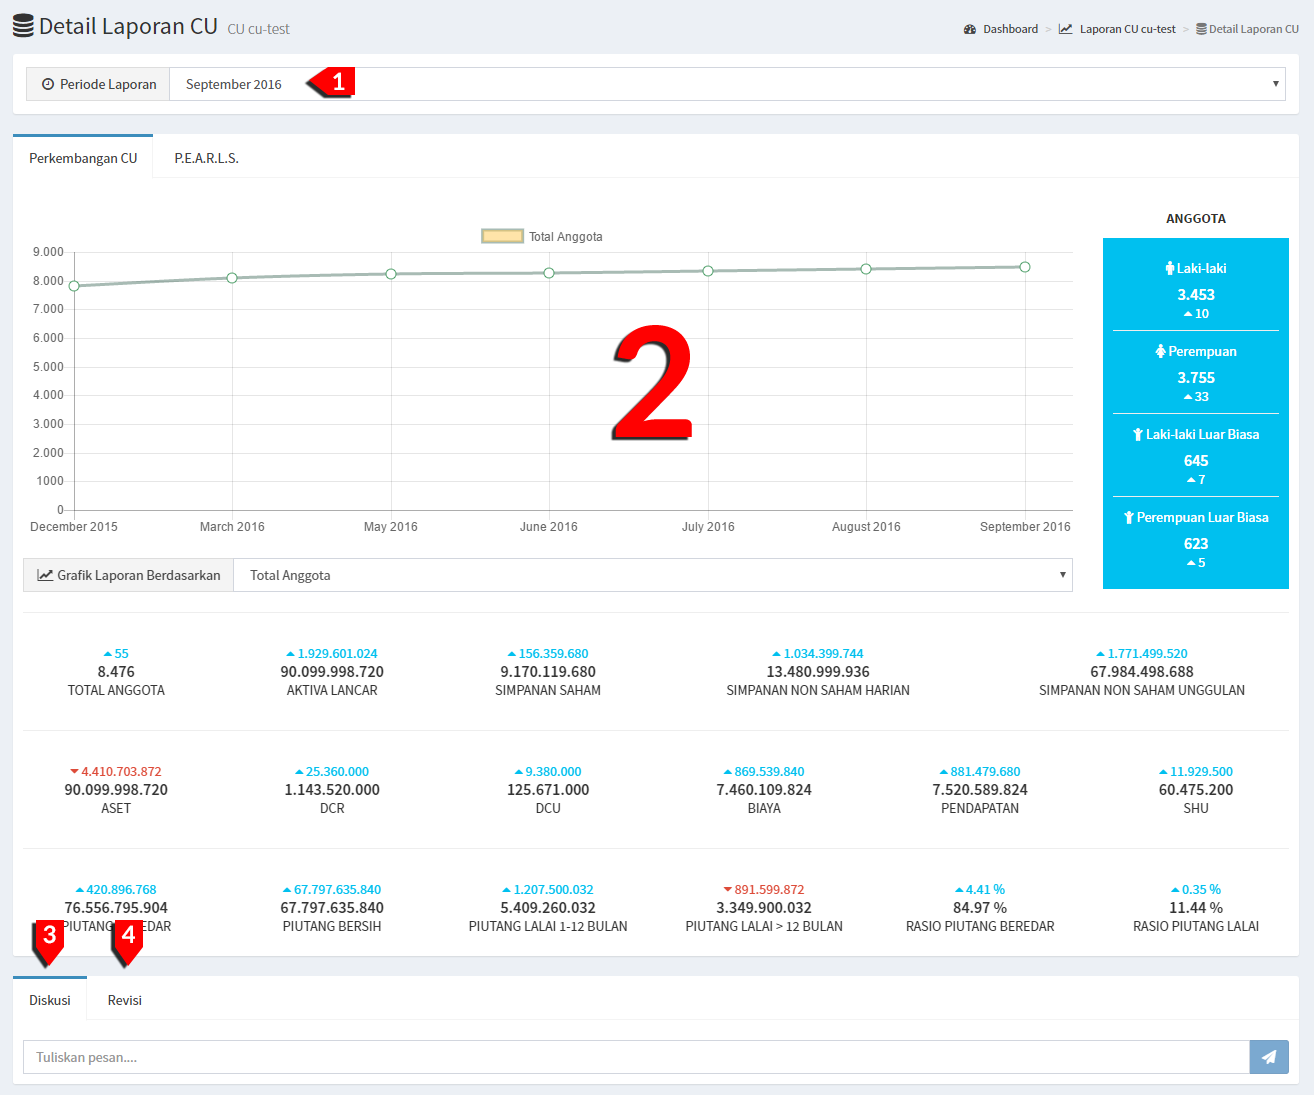 Detail Laporan CU CU cu-test
Dashboard > Laporan CU cu-test > Detail Laporan CU
Periode Laporan September 2016
1
Perkembangan CU P.E.A.R.L.S.
Total Anggota
9.000
8.000
7.000
6.000
5.000
4.000
3.000
2.000
1000
0
December 2015 March 2016 May 2016 June 2016 July 2016 August 2016 September 2016
2
ANGGOTA
Laki-laki
3.453
10
Perempuan
3.755
33
Laki-laki Luar Biasa
645
7
Perempuan Luar Biasa
623
5
Grafik Laporan Berdasarkan Total Anggota
55 1.929.601.024 156.359.680 1.034.399.744 1.771.499.520
8.476 90.099.998.720 9.170.119.680 13.480.999.936 67.984.498.688
TOTAL ANGGOTA AKTIVA LANCAR SIMPANAN SAHAM SIMPANAN NON SAHAM HARIAN SIMPANAN NON SAHAM UNGGULAN
4.410.703.872 25.360.000 9.380.000 869.539.840 881.479.680 11.929.500
90.099.998.720 1.143.520.000 125.671.000 7.460.109.824 7.520.589.824 60.475.200
ASET DCR DCU BIAYA PENDAPATAN SHU
420.896.768 67.797.635.840 1.207.500.032 891.599.872 4.41 % 0.35 %
76.556.795.904 67.797.635.840 5.409.260.032 3.349.900.032 84.97 % 11.44 %
PIUTANG EDAR PIUTANG BERSIH PIUTANG LALAI 1-12 BULAN PIUTANG LALAI > 12 BULAN RASIO PIUTANG BEREDAR RASIO PIUTANG LALAI
3 4
Diskusi Revisi
Tuliskan pesan....